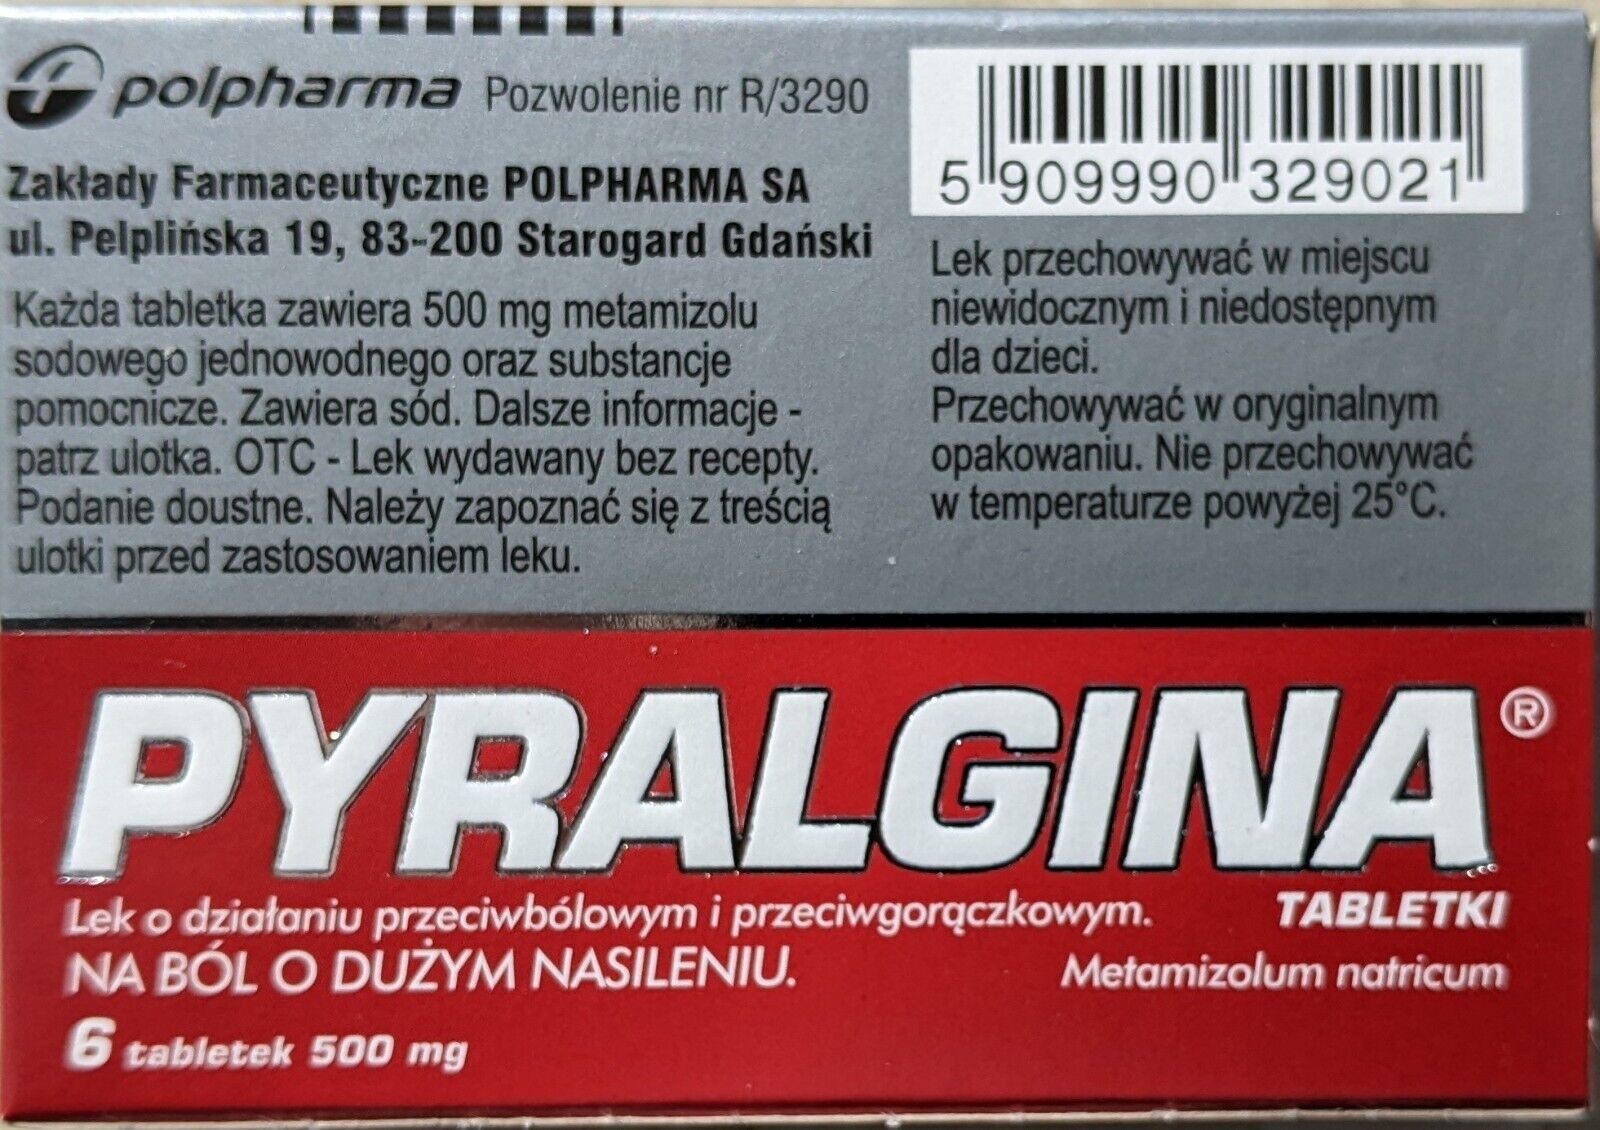 polpharma Pozwolenie nr R/3290
Zakłady Farmaceutyczne POLPHARMA SA
ul. Pelplińska 19, 83-200 Starogard Gdański
Każda tabletka zawiera 500 mg metamizolu
sodowego jednowodnego oraz substancje
pomocnicze. Zawiera sód. Dalsze informacje -
patrz ulotka. OTC - Lek wydawany bez recepty.
Podanie doustne. Należy zapoznać się z treścią
ulotki przed zastosowaniem leku.
5 909990 329021
Lek przechowywać w miejscu
niewidocznym i niedostępnym
dla dzieci.
Przechowywać w oryginalnym
opakowaniu. Nie przechowywać
w temperaturze powyżej 25°C.
PYRALGINA®
Lek o działaniu przeciwbólowym i przeciwgorączkowym.
TABLETKI
NA BÓL O DUŻYM NASILENIU.
Metamizolum natricum
6 tabletek 500 mg